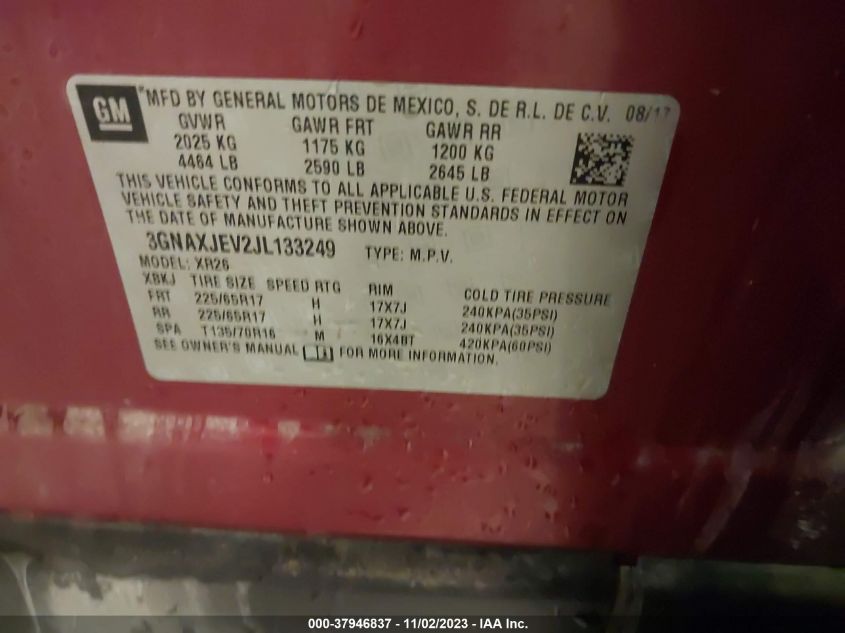 GM
*MFD BY GENERAL MOTORS DE MEXICO, S. DE R.L. DE C.V. 08/17
GVWR GAWR FRT GAWR RR
2025 KG 1175 KG 1200 KG
4464 LB 2590 LB 2645 LB
THIS VEHICLE CONFORMS TO ALL APPLICABLE U.S. FEDERAL MOTOR
VEHICLE SAFETY AND THEFT PREVENTION STANDARDS IN EFFECT ON
THE DATE OF MANUFACTURE SHOWN ABOVE.
3GNAXJEV2JL133249 TYPE: M.P.V.
MODEL: XR26
XBKJ TIRE SIZE SPEED RTG RIM COLD TIRE PRESSURE
FRT 225/65R17 H 17X7J 240KPA(35PSI)
RR 225/65R17 H 17X7J 240KPA(35PSI)
SPA T135/70R16 M 16X4BT 420KPA(60PSI)
SEE OWNER'S MANUAL FOR MORE INFORMATION.
000-37946837 - 11/02/2023 - IAA Inc.